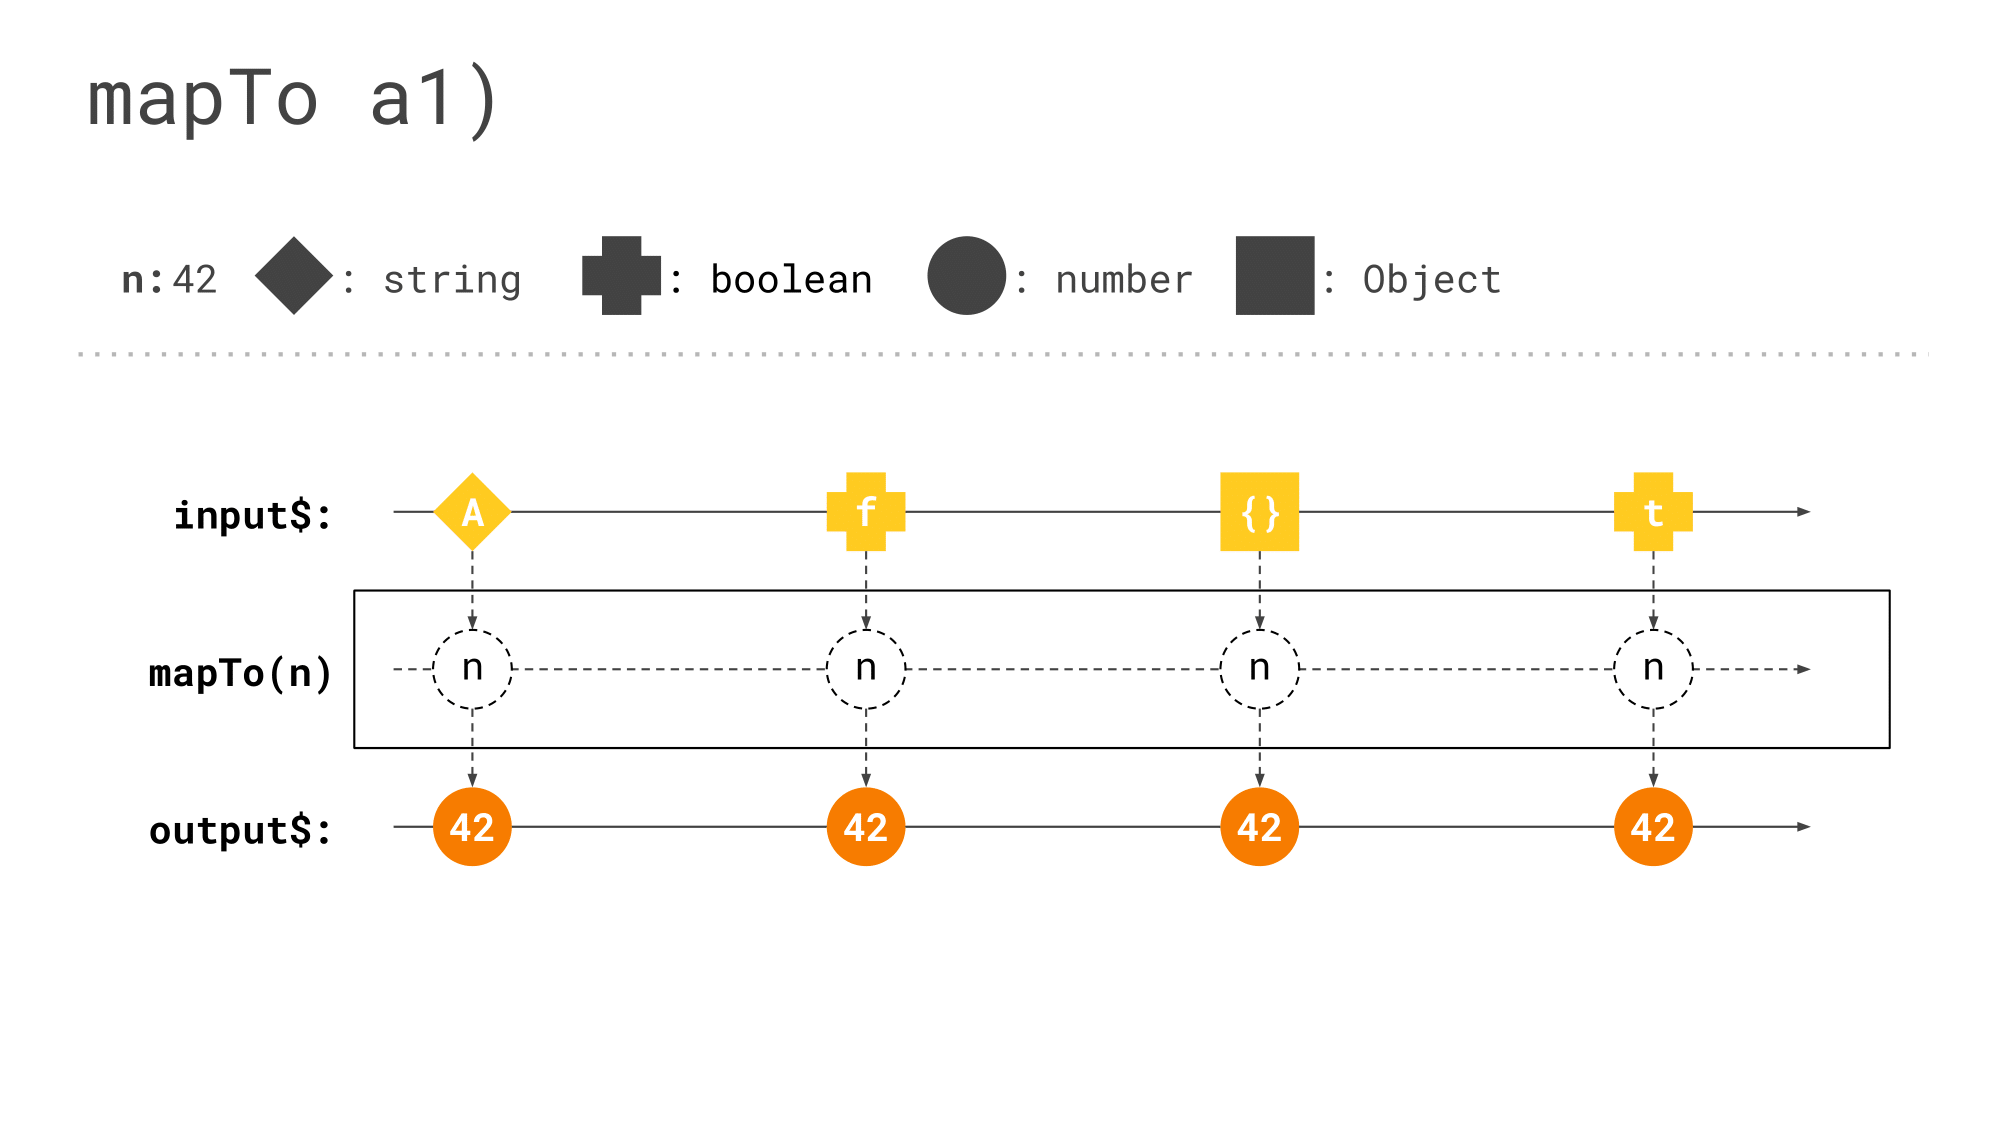 mapTo a1)
n:42 : string : boolean : number : Object
input$: A f {} t
mapTo(n) n n n n
output$: 42 42 42 42